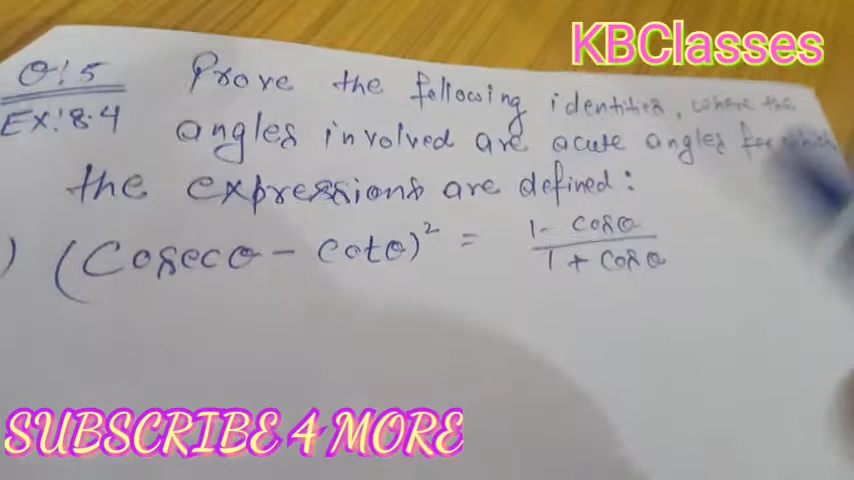 KBClasses
Q! 5 Prove the following identities, where the
Ex! 8.4 angles involved are acute angles for which
the expressions are defined:
) (Cosecθ - cotθ)² = 1 - cosθ / 1 + cosθ
SUBSCRIBE 4 MORE